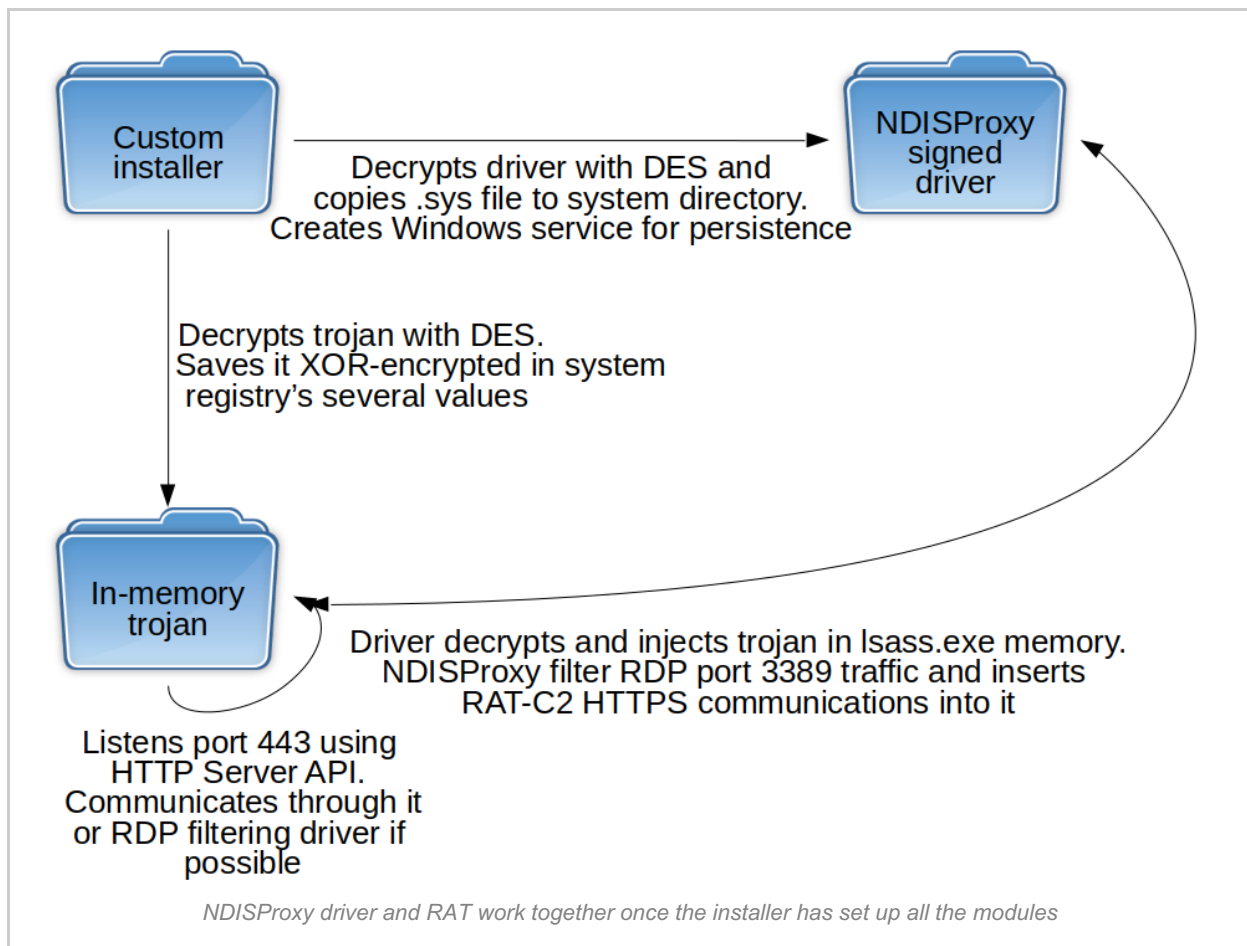 Custom
installer
NDISProxy
signed
driver
Decrypts driver with DES and
copies .sys file to system directory.
Creates Windows service for persistence
Decrypts trojan with DES.
Saves it XOR-encrypted in system
registry’s several values
In-memory
trojan
Driver decrypts and injects trojan in lsass.exe memory.
NDISProxy filter RDP port 3389 traffic and inserts
RAT-C2 HTTPS communications into it
Listens port 443 using
HTTP Server API.
Communicates through it
or RDP filtering driver if
possible
NDISProxy driver and RAT work together once the installer has set up all the modules